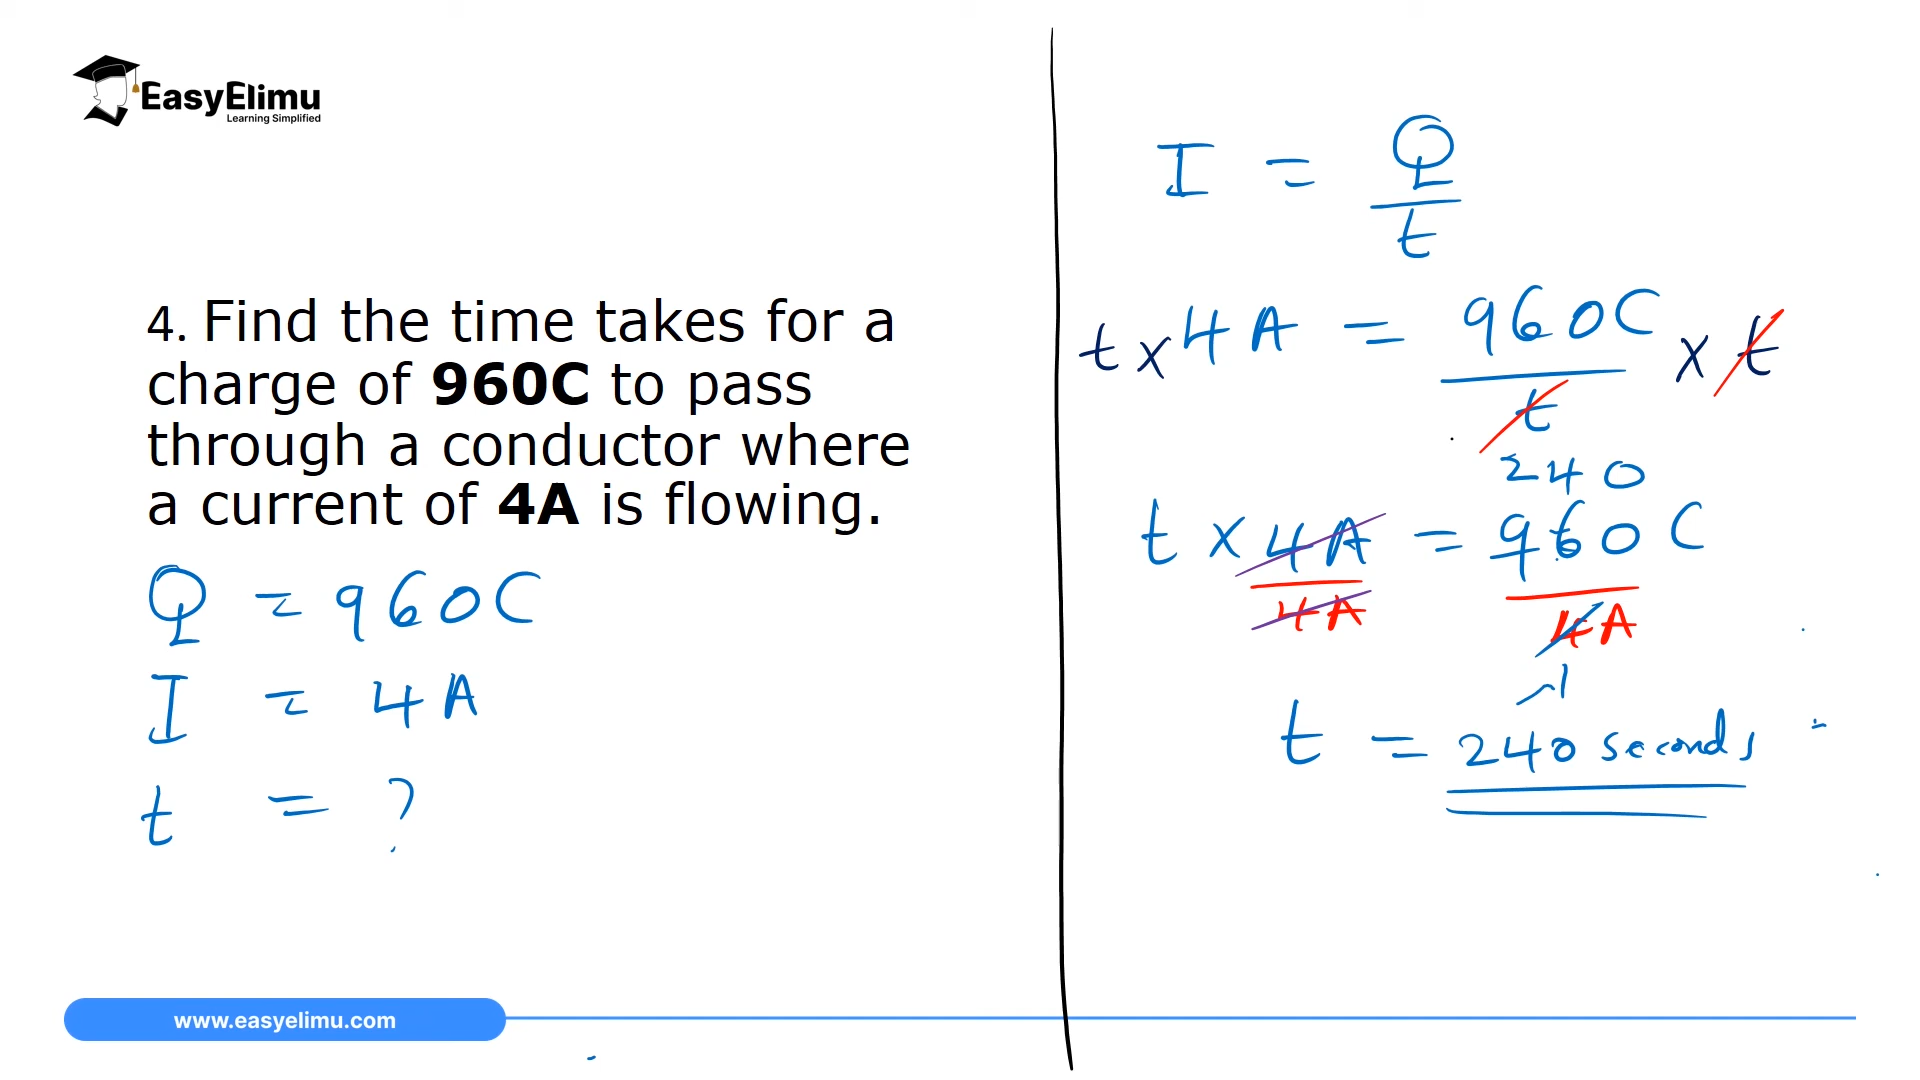 EasyElimu
Learning Simplified
4. Find the time takes for a
charge of 960C to pass
through a conductor where
a current of 4A is flowing.
Q = 960C
I = 4A
t = ?
I = Q
t
t x 4A = 960C x t
t
240
t x 4A = 960C
4A 4A
1
t = 240 seconds
www.easyelimu.com